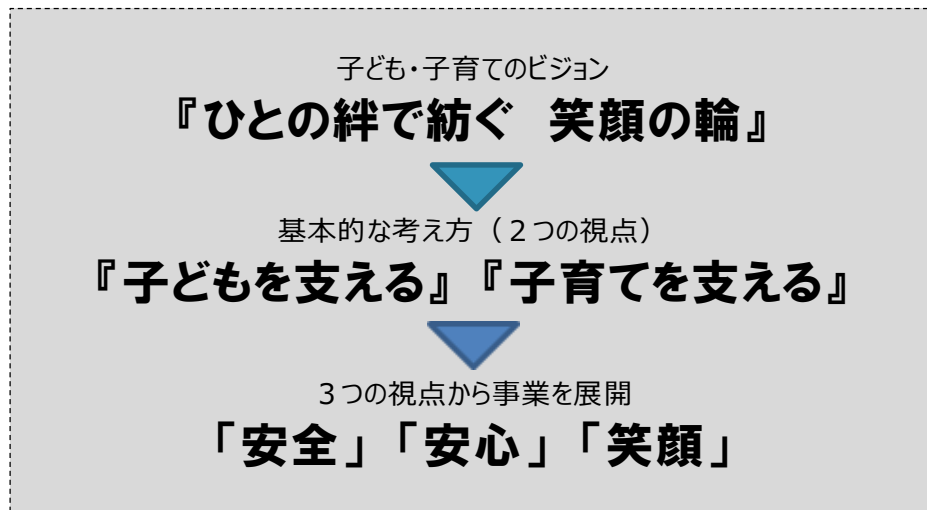 子ども・子育てのビジョン
『ひとの絆で紡ぐ　笑顔の輪』
基本的な考え方（２つの視点）
『子どもを支える』『子育てを支える』
３つの視点から事業を展開
「安全」「安心」「笑顔」